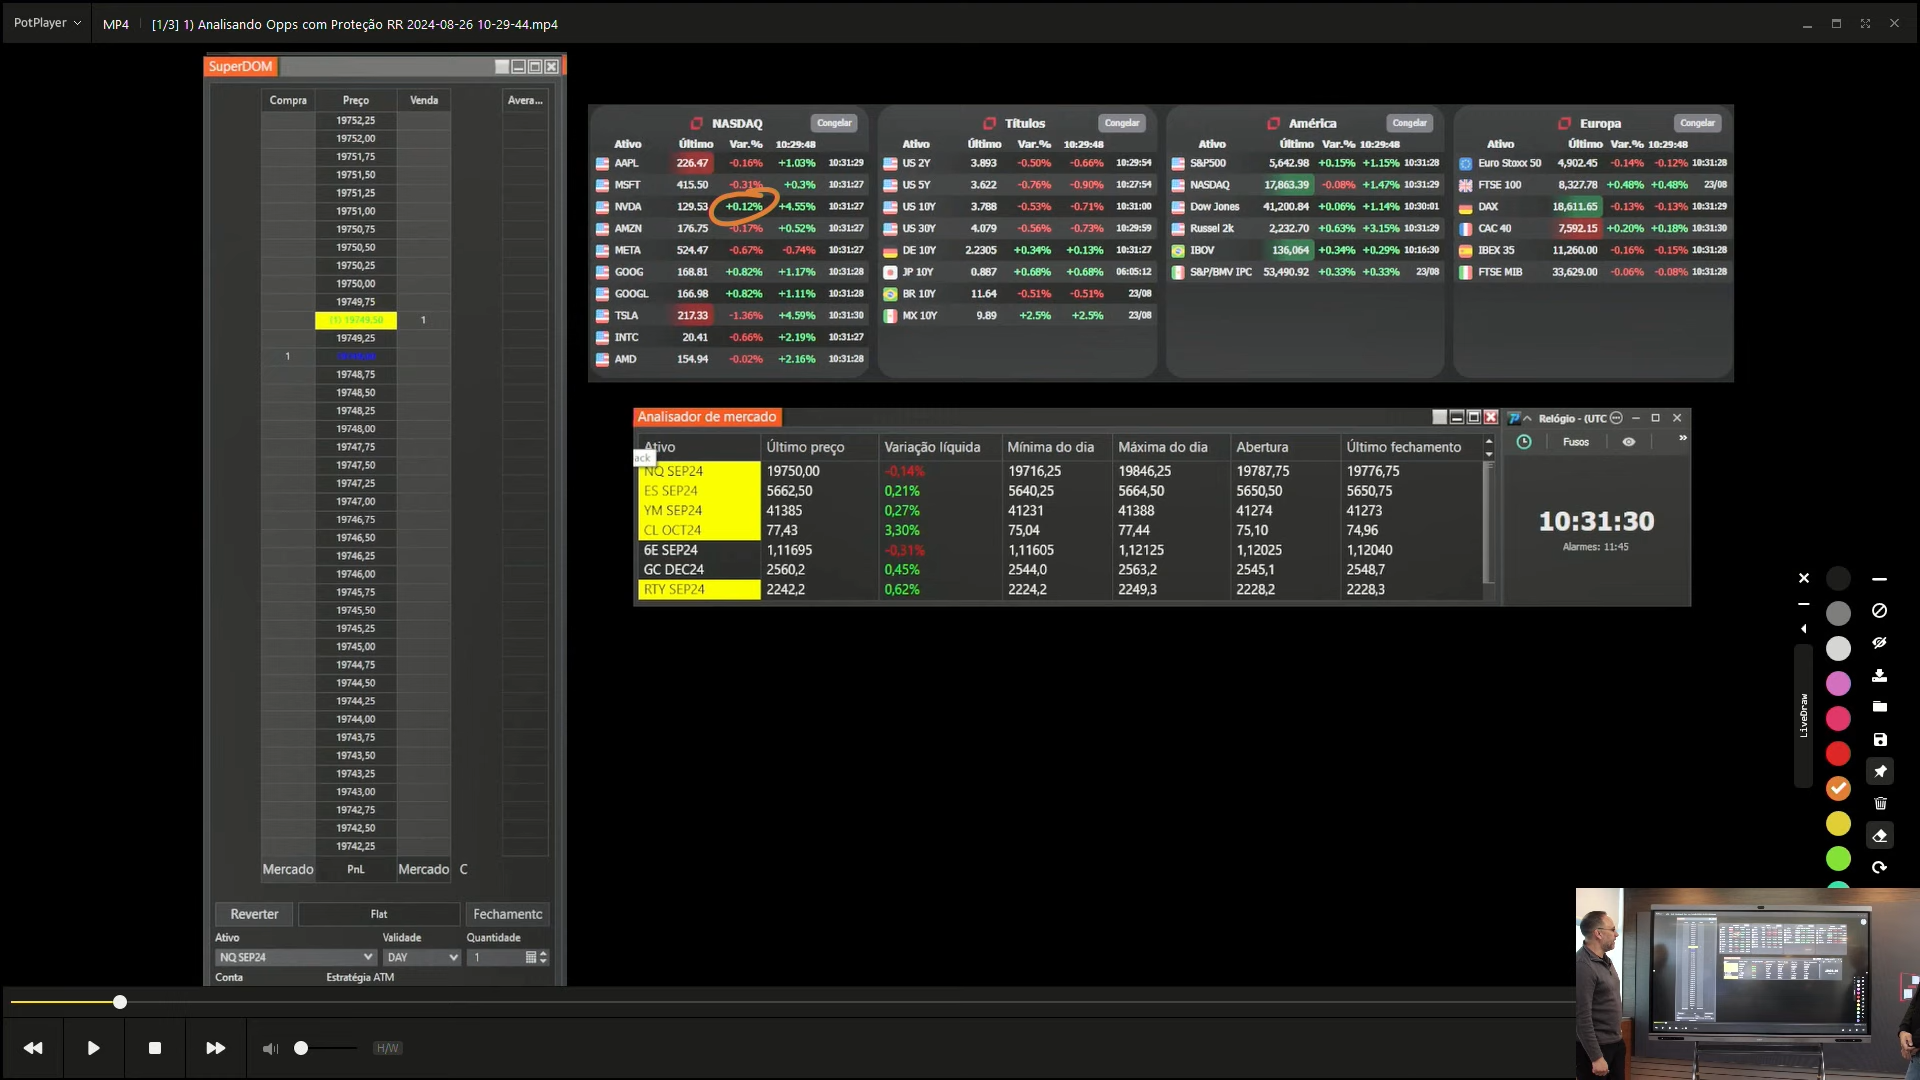 PotPlayer MP4 [1/3] 1) Analisando Opps com Proteção RR 2024-08-26 10-29-44.mp4
SuperDOM
Compra Preço Venda Avera...
19752,25
19752,00
19751,75
19751,50
19751,25
19751,00
19750,75
19750,50
19750,25
19750,00
19749,75
(1) 19749,50 1
19749,25
1
19748,75
19748,50
19748,25
19748,00
19747,75
19747,50
19747,25
19747,00
19746,75
19746,50
19746,25
19746,00
19745,75
19745,50
19745,25
19745,00
19744,75
19744,50
19744,25
19744,00
19743,75
19743,50
19743,25
19743,00
19742,75
19742,50
19742,25
Mercado PnL Mercado C
Reverter Flat Fechamentc
Ativo Validade Quantidade
NQ SEP24 DAY 1
Conta Estratégia ATM
NASDAQ Congelar
Ativo Último Var.% 10:29:48
AAPL 226.47 -0.16% +1.03% 10:31:29
MSFT 415.50 -0.31% +0.3% 10:31:27
NVDA 129.53 +0.12% +4.55% 10:31:27
AMZN 176.75 -0.17% +0.52% 10:31:27
META 524.47 -0.67% -0.74% 10:31:27
GOOG 168.81 +0.82% +1.17% 10:31:28
GOOGL 166.98 +0.82% +1.11% 10:31:28
TSLA 217.33 -1.36% +4.59% 10:31:30
INTC 20.41 -0.66% +2.19% 10:31:27
AMD 154.94 -0.02% +2.16% 10:31:28
Títulos Congelar
Ativo Último Var.% 10:29:48
US 2Y 3.893 -0.50% -0.66% 10:29:54
US 5Y 3.622 -0.76% -0.90% 10:27:54
US 10Y 3.788 -0.53% -0.71% 10:31:00
US 30Y 4.079 -0.56% -0.73% 10:29:59
DE 10Y 2.2305 +0.34% +0.13% 10:31:27
JP 10Y 0.887 +0.68% +0.68% 06:05:12
BR 10Y 11.64 -0.51% -0.51% 23/08
MX 10Y 9.89 +2.5% +2.5% 23/08
América Congelar
Ativo Último Var.% 10:29:48
S&P500 5,642.98 +0.15% +1.15% 10:31:28
NASDAQ 17,863.39 -0.08% +1.47% 10:31:29
Dow Jones 41,200.84 +0.06% +1.14% 10:30:01
Russel 2k 2,232.70 +0.63% +3.15% 10:31:29
IBOV 136,064 +0.34% +0.29% 10:16:30
S&P/BMV IPC 53,490.92 +0.33% +0.33% 23/08
Europa Congelar
Ativo Último Var.% 10:29:48
Euro Stoxx 50 4,902.45 -0.14% -0.12% 10:31:28
FTSE 100 8,327.78 +0.48% +0.48% 23/08
DAX 18,611.65 -0.13% -0.13% 10:31:29
CAC 40 7,592.15 +0.20% +0.18% 10:31:30
IBEX 35 11,260.00 -0.16% -0.15% 10:31:28
FTSE MIB 33,629.00 -0.06% -0.08% 10:31:28
Analisador de mercado
Ativo Último preço Variação líquida Mínima do dia Máxima do dia Abertura Último fechamento
ack
NQ SEP24 19750,00 -0,14% 19716,25 19846,25 19787,75 19776,75
ES SEP24 5662,50 0,21% 5640,25 5664,50 5650,50 5650,75
YM SEP24 41385 0,27% 41231 41388 41274 41273
CL OCT24 77,43 3,30% 75,04 77,44 75,10 74,96
6E SEP24 1,11695 -0,31% 1,11605 1,12125 1,12025 1,12040
GC DEC24 2560,2 0,45% 2544,0 2563,2 2545,1 2548,7
RTY SEP24 2242,2 0,62% 2224,2 2249,3 2228,2 2228,3
Relógio - (UTC
Fusos
10:31:30
Alarmes: 11:45
LiveDraw
H/W